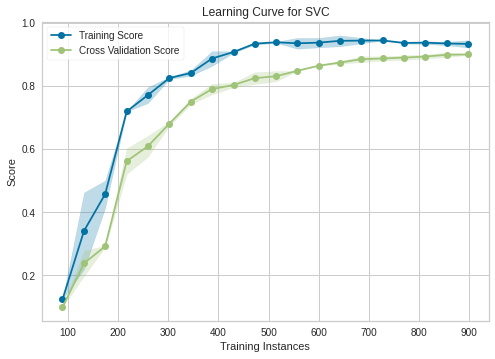 Learning Curve for SVC
Training Score
Cross Validation Score
1.0
0.8
0.6
0.4
0.2
Score
100 200 300 400 500 600 700 800 900
Training Instances